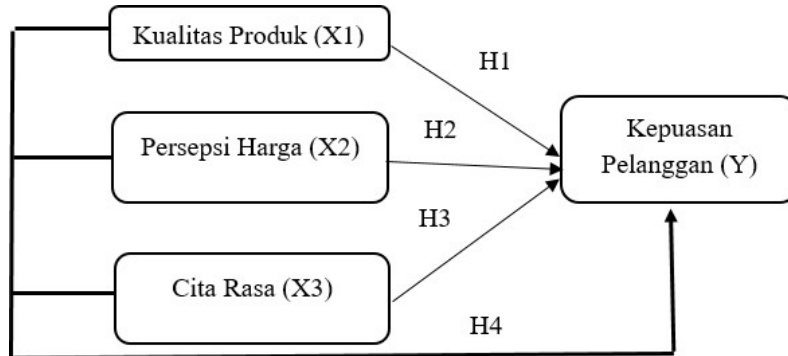 Kualitas Produk (X1)
H1
H2
Persepsi Harga (X2)
Kepuasan
Pelanggan (Y)
H3
Cita Rasa (X3)
H4